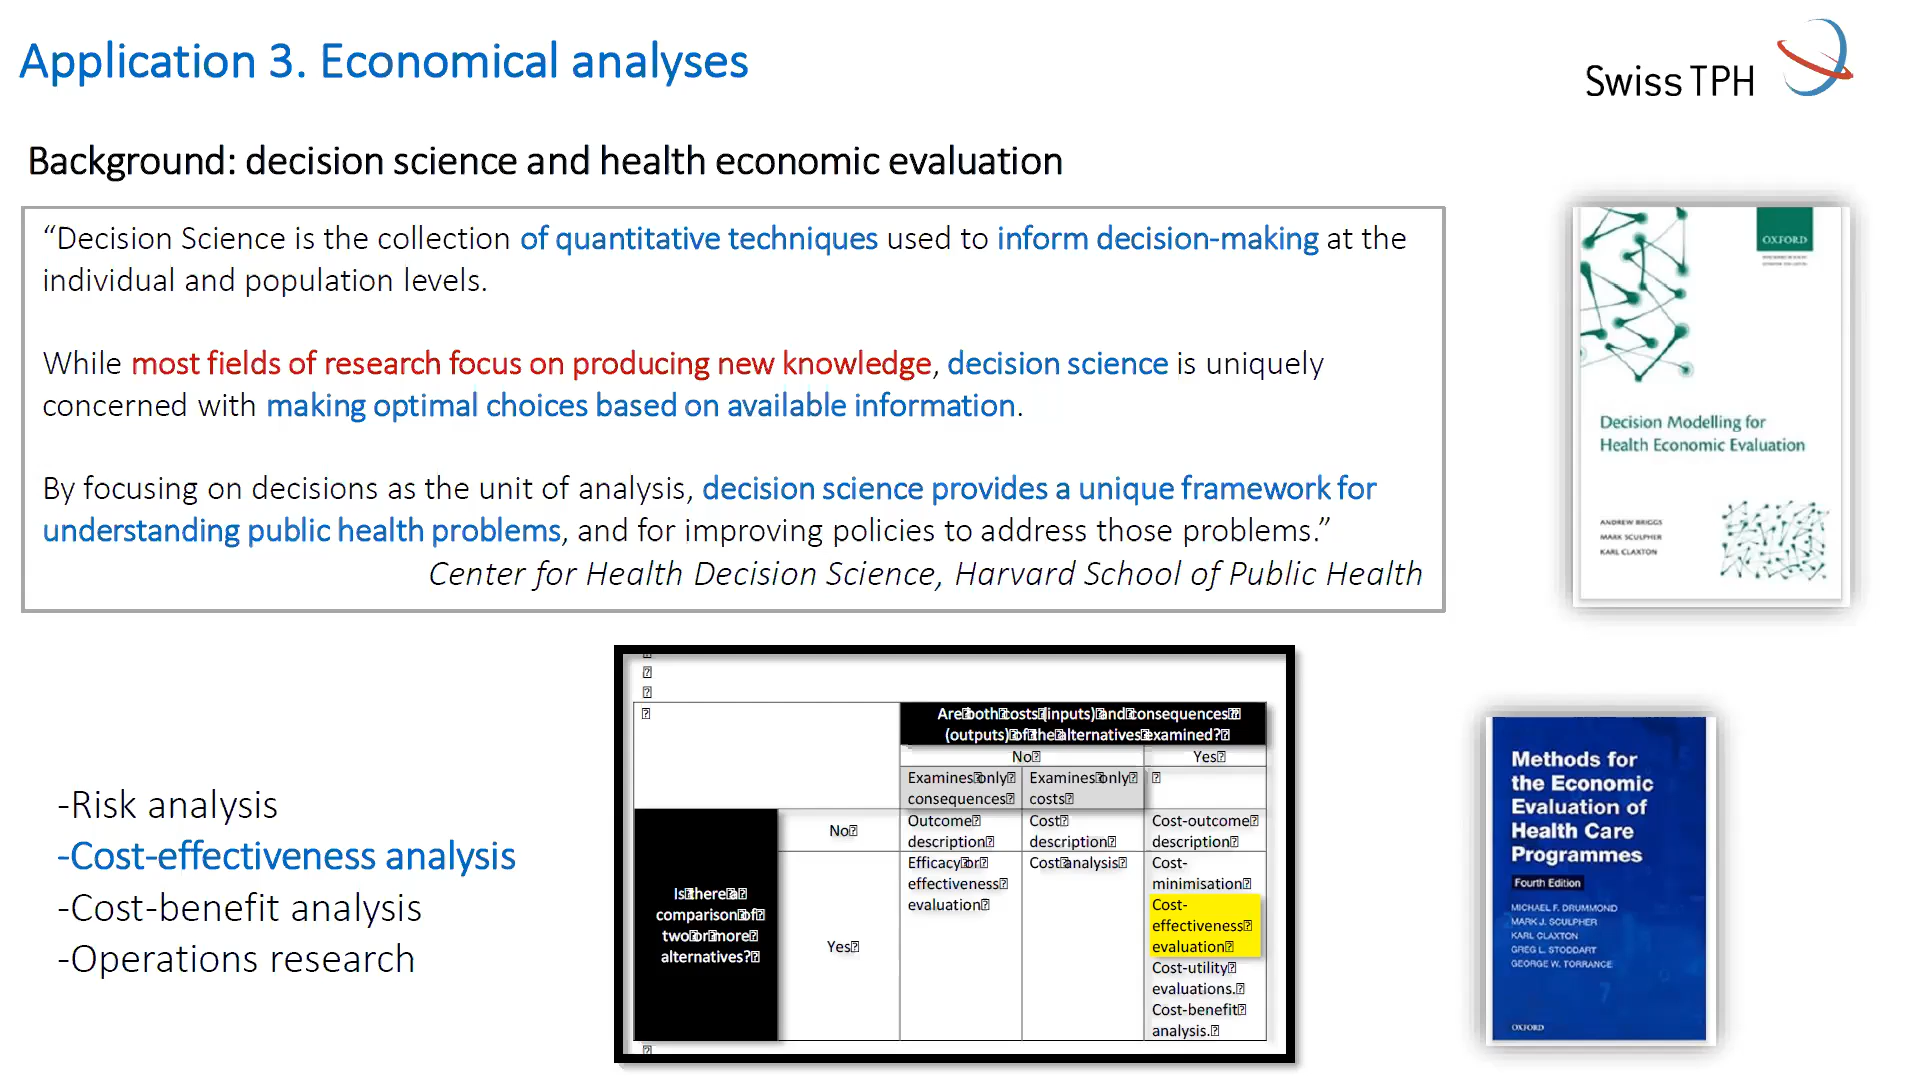 Application 3. Economical analyses
Swiss TPH
Background: decision science and health economic evaluation
“Decision Science is the collection of quantitative techniques used to inform decision-making at the
individual and population levels.
While most fields of research focus on producing new knowledge, decision science is uniquely
concerned with making optimal choices based on available information.
By focusing on decisions as the unit of analysis, decision science provides a unique framework for
understanding public health problems, and for improving policies to address those problems.”
Center for Health Decision Science, Harvard School of Public Health
OXFORD
Decision Modelling for
Health Economic Evaluation
ANDREW BRIGGS
MARK SCULPHER
KARL CLAXTON
-Risk analysis
-Cost-effectiveness analysis
-Cost-benefit analysis
-Operations research
Are both costs (inputs) and consequences
(outputs) of the alternatives examined?
No
Yes
Examines only
consequences
Examines only
costs
Is there a
comparison of
two or more
alternatives?
No
Outcome
description
Cost
description
Cost-outcome
description
Yes
Efficacy or
effectiveness
evaluation
Cost analysis
Cost-
minimisation
Cost-
effectiveness
evaluation
Cost-utility
evaluations.
Cost-benefit
analysis.
Methods for
the Economic
Evaluation of
Health Care
Programmes
Fourth Edition
MICHAEL F. DRUMMOND
MARK J. SCULPHER
KARL CLAXTON
GREG L. STODDART
GEORGE W. TORRANCE
OXFORD